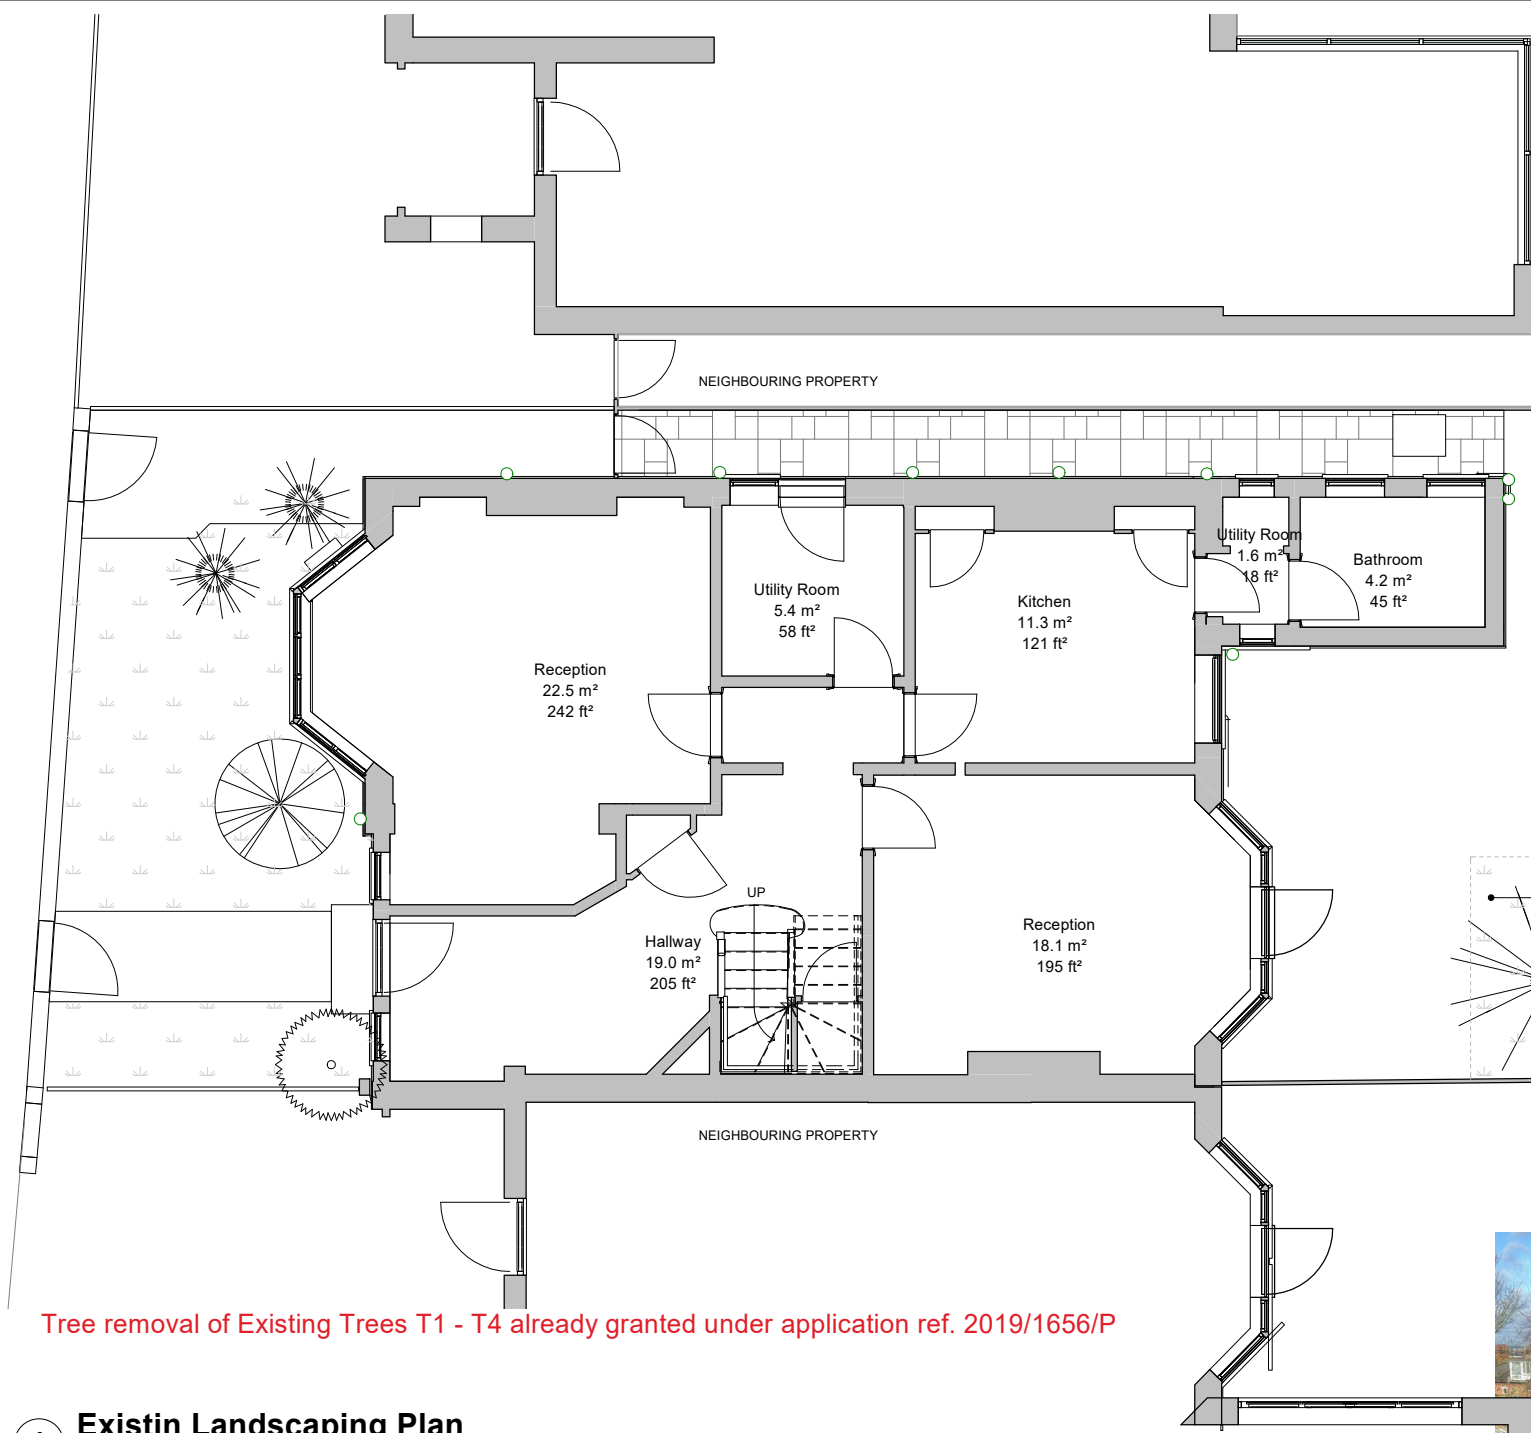 NEIGHBOURING PROPERTY
Utility Room
1.6 m²
18 ft²
Bathroom
4.2 m²
45 ft²
Utility Room
5.4 m²
58 ft²
Kitchen
11.3 m²
121 ft²
Reception
22.5 m²
242 ft²
UP
Hallway
19.0 m²
205 ft²
Reception
18.1 m²
195 ft²
NEIGHBOURING PROPERTY
Tree removal of Existing Trees T1 - T4 already granted under application ref. 2019/1656/P
Existin Landscaping Plan